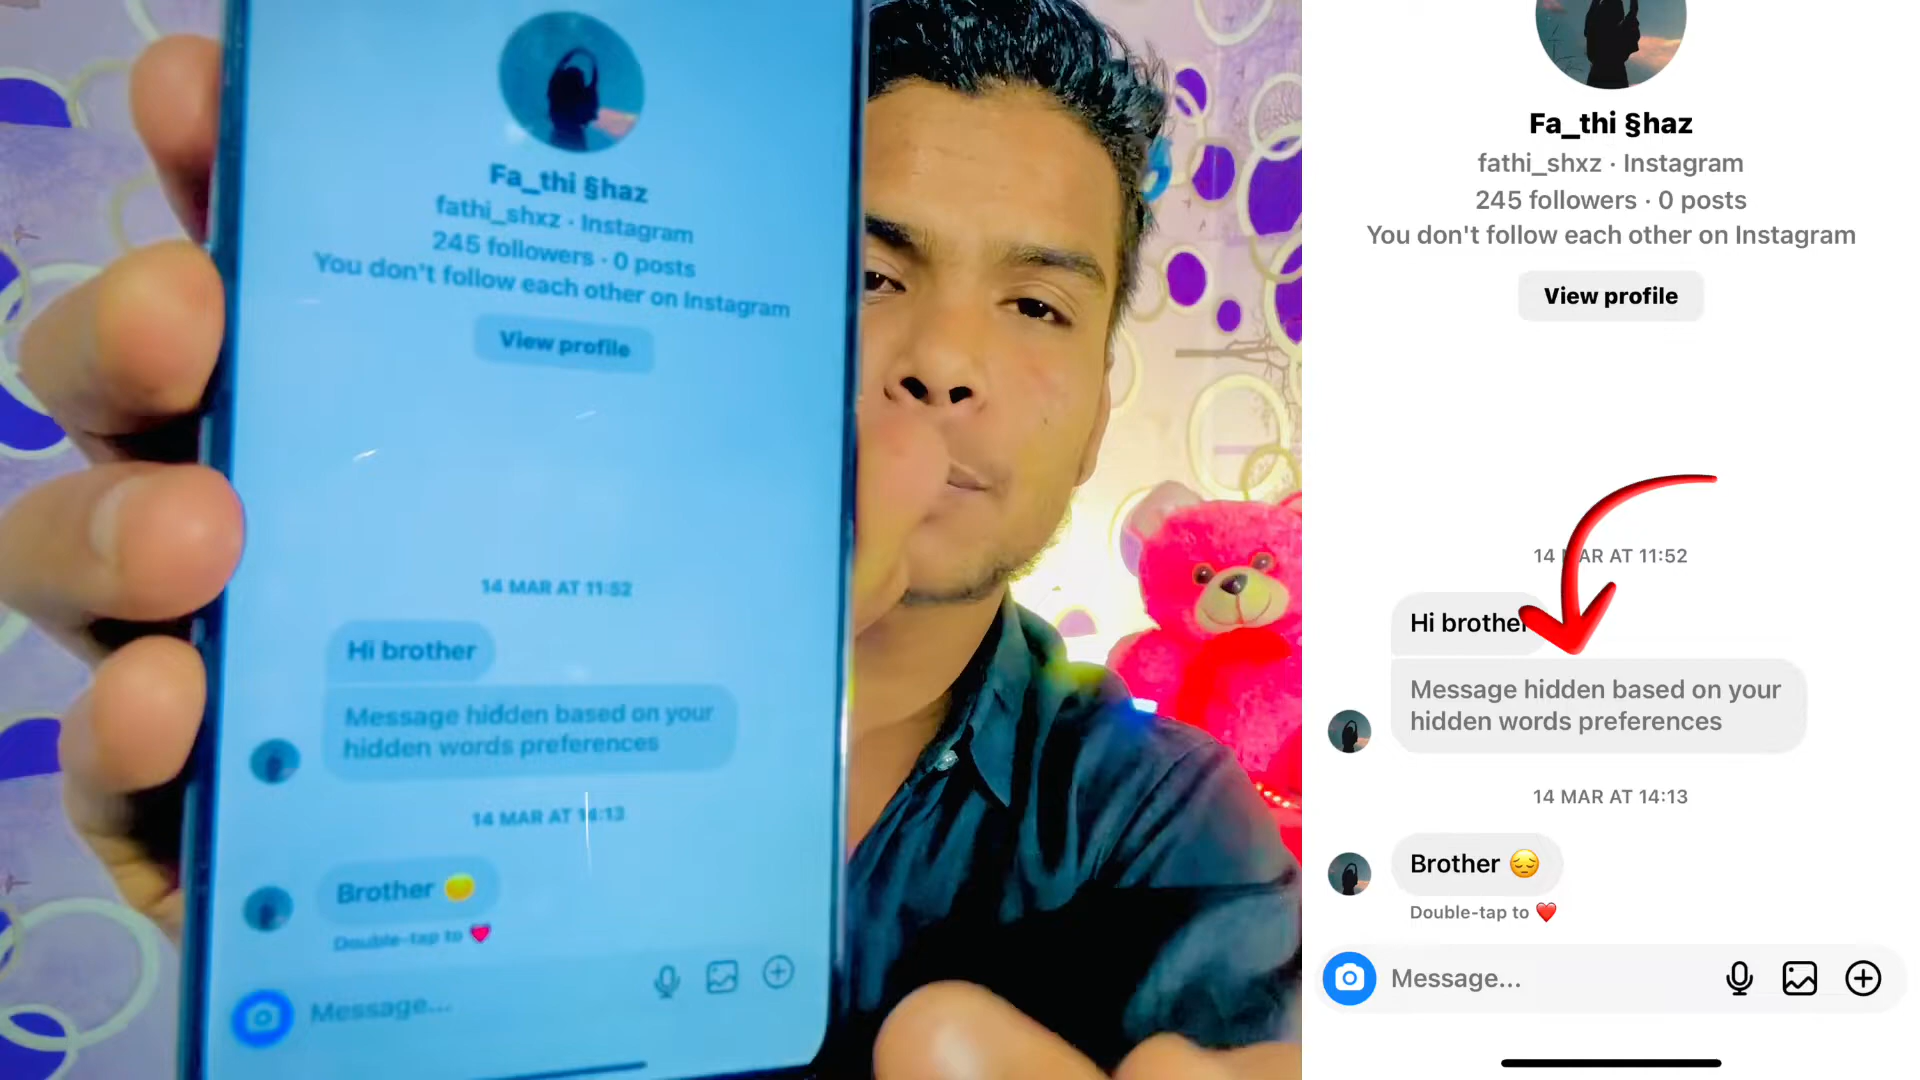 Fa_thi §haz
fathi_shxz · Instagram
245 followers · 0 posts
You don't follow each other on Instagram
View profile
14 MAR AT 11:52
Hi brother
Message hidden based on your
hidden words preferences
14 MAR AT 14:13
Brother 😔
Double-tap to ❤️
Message...
Fa_thi §haz
fathi_shxz · Instagram
245 followers · 0 posts
You don't follow each other on Instagram
View profile
14 MAR AT 11:52
Hi brother
Message hidden based on your
hidden words preferences
14 MAR AT 14:13
Brother 😔
Double-tap to ❤️
Message...